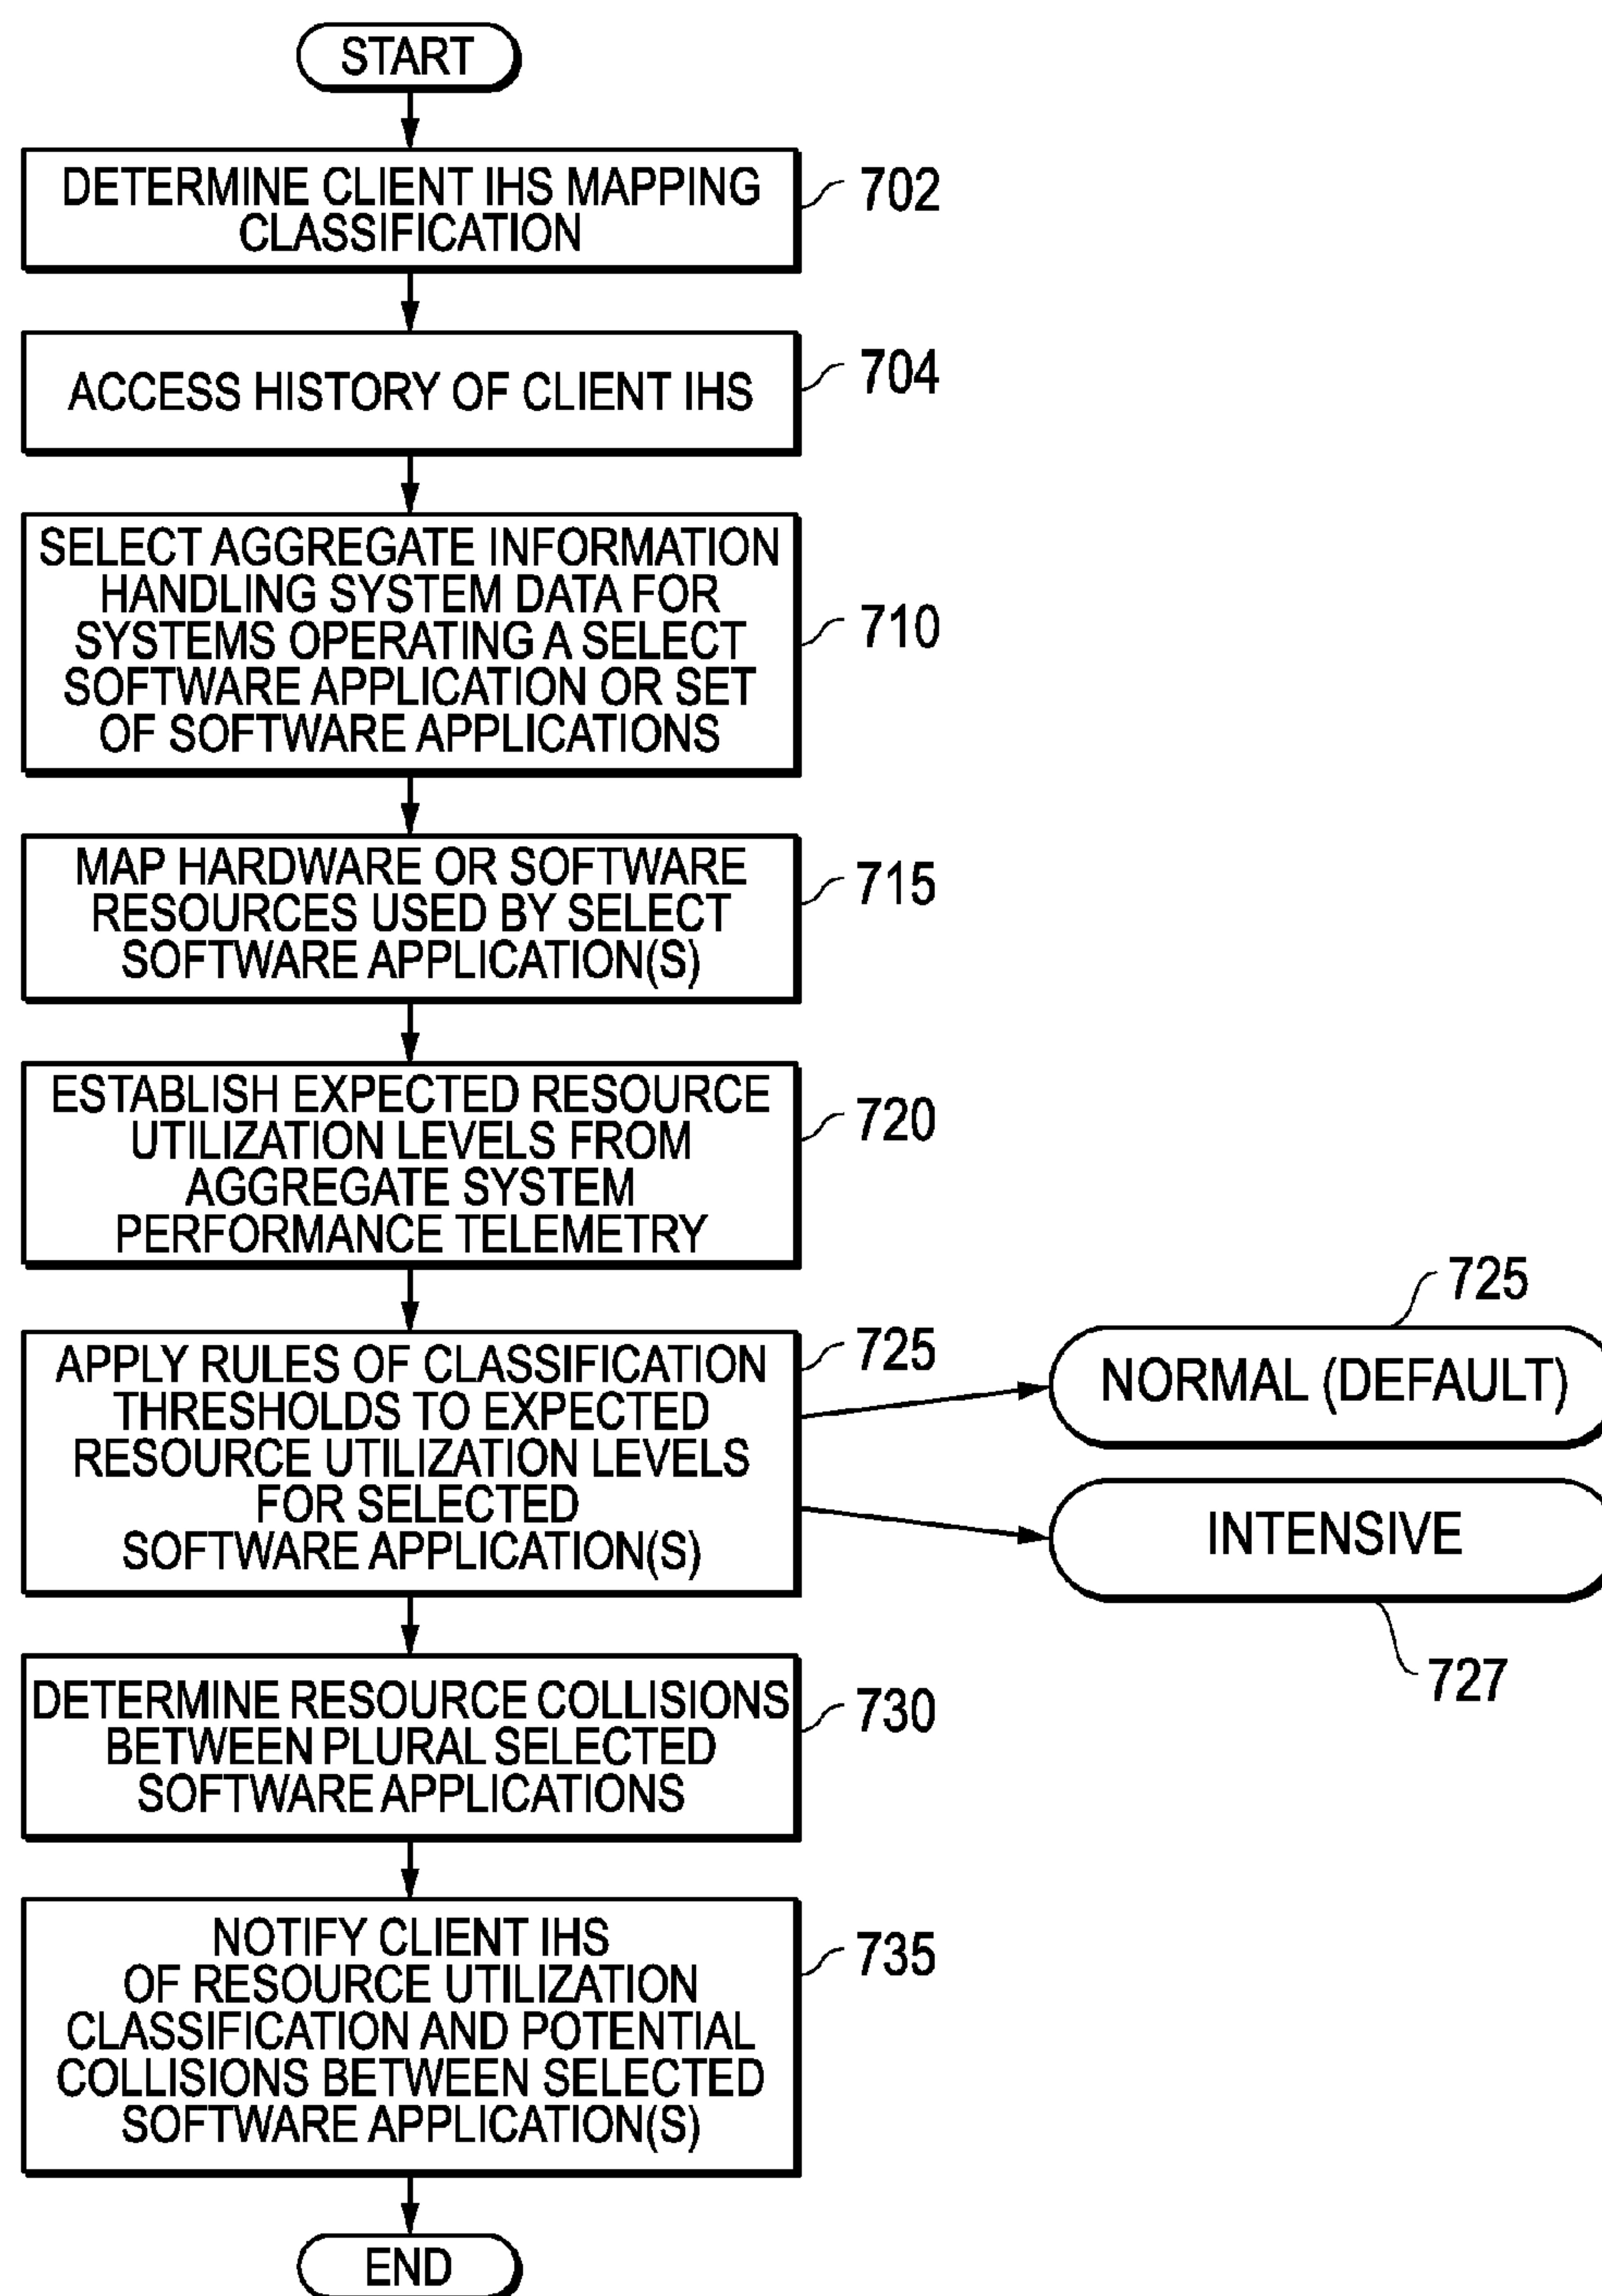 START
DETERMINE CLIENT IHS MAPPING
CLASSIFICATION
702
ACCESS HISTORY OF CLIENT IHS
704
SELECT AGGREGATE INFORMATION
HANDLING SYSTEM DATA FOR
SYSTEMS OPERATING A SELECT
SOFTWARE APPLICATION OR SET
OF SOFTWARE APPLICATIONS
710
MAP HARDWARE OR SOFTWARE
RESOURCES USED BY SELECT
SOFTWARE APPLICATION(S)
715
ESTABLISH EXPECTED RESOURCE
UTILIZATION LEVELS FROM
AGGREGATE SYSTEM
PERFORMANCE TELEMETRY
720
APPLY RULES OF CLASSIFICATION
THRESHOLDS TO EXPECTED
RESOURCE UTILIZATION LEVELS
FOR SELECTED
SOFTWARE APPLICATION(S)
725
725
NORMAL (DEFAULT)
INTENSIVE
727
DETERMINE RESOURCE COLLISIONS
BETWEEN PLURAL SELECTED
SOFTWARE APPLICATIONS
730
NOTIFY CLIENT IHS
OF RESOURCE UTILIZATION
CLASSIFICATION AND POTENTIAL
COLLISIONS BETWEEN SELECTED
SOFTWARE APPLICATION(S)
735
END